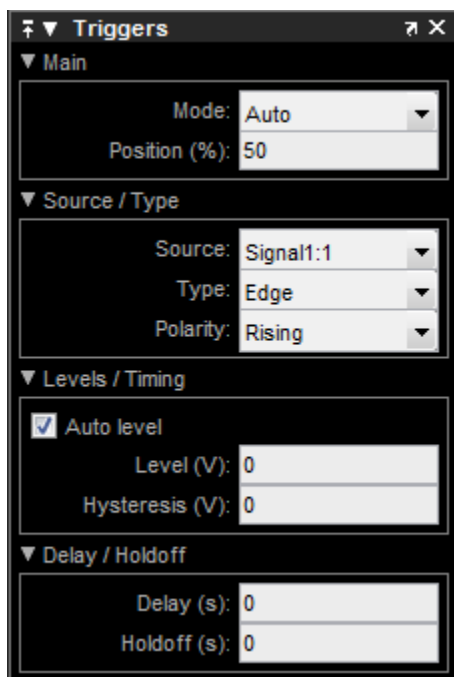 Triggers
Main
Mode: Auto
Position (%): 50
Source / Type
Source: Signal1:1
Type: Edge
Polarity: Rising
Levels / Timing
Auto level
Level (V): 0
Hysteresis (V): 0
Delay / Holdoff
Delay (s): 0
Holdoff (s): 0